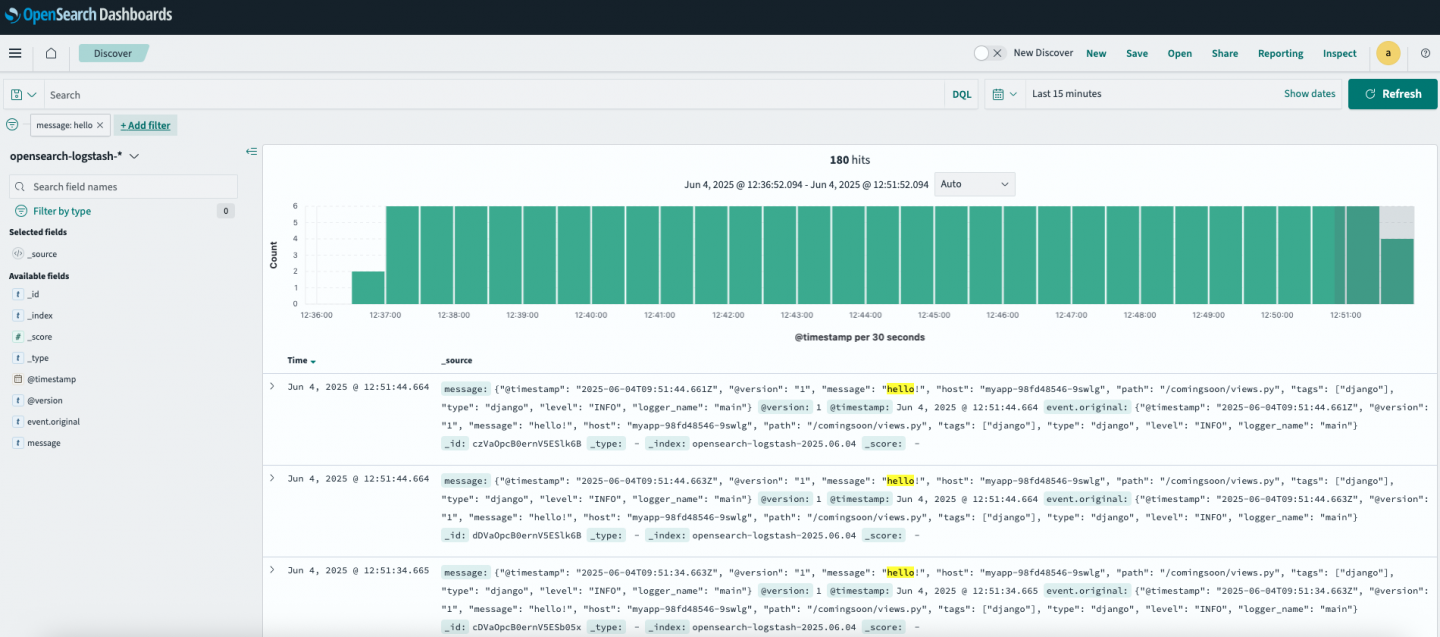 OpenSearch Dashboards
Discover
New Discover New Save Open Share Reporting Inspect a
Search DQL Last 15 minutes Show dates Refresh
message: hello × + Add filter
opensearch-logstash-*
Search field names
Filter by type 0
Selected fields
_source
Available fields
t _id
t _index
# _score
t _type
@timestamp
t @version
t event.original
t message
180 hits
Jun 4, 2025 @ 12:36:52.094 - Jun 4, 2025 @ 12:51:52.094 Auto
Count
6
5
4
3
2
1
0
12:36:00 12:37:00 12:38:00 12:39:00 12:40:00 12:41:00 12:42:00 12:43:00 12:44:00 12:45:00 12:46:00 12:47:00 12:48:00 12:49:00 12:50:00 12:51:00
@timestamp per 30 seconds
Time _source
Jun 4, 2025 @ 12:51:44.664 message: {"@timestamp": "2025-06-04T09:51:44.661Z", "@version": "1", "message": "hello!", "host": "myapp-98fd48546-9swlg", "path": "/comingsoon/views.py", "tags": ["django"],
"type": "django", "level": "INFO", "logger_name": "main"} @version: 1 @timestamp: Jun 4, 2025 @ 12:51:44.664 event.original: {"@timestamp": "2025-06-04T09:51:44.661Z", "@version":
"1", "message": "hello!", "host": "myapp-98fd48546-9swlg", "path": "/comingsoon/views.py", "tags": ["django"], "type": "django", "level": "INFO", "logger_name": "main"}
_id: czVaOpcB0ernV5ESlk6B _type: - _index: opensearch-logstash-2025.06.04 _score: -
Jun 4, 2025 @ 12:51:44.664 message: {"@timestamp": "2025-06-04T09:51:44.663Z", "@version": "1", "message": "hello!", "host": "myapp-98fd48546-9swlg", "path": "/comingsoon/views.py", "tags": ["django"],
"type": "django", "level": "INFO", "logger_name": "main"} @version: 1 @timestamp: Jun 4, 2025 @ 12:51:44.664 event.original: {"@timestamp": "2025-06-04T09:51:44.663Z", "@version":
"1", "message": "hello!", "host": "myapp-98fd48546-9swlg", "path": "/comingsoon/views.py", "tags": ["django"], "type": "django", "level": "INFO", "logger_name": "main"}
_id: dDVaOpcB0ernV5ESlk6B _type: - _index: opensearch-logstash-2025.06.04 _score: -
Jun 4, 2025 @ 12:51:34.665 message: {"@timestamp": "2025-06-04T09:51:34.663Z", "@version": "1", "message": "hello!", "host": "myapp-98fd48546-9swlg", "path": "/comingsoon/views.py", "tags": ["django"],
"type": "django", "level": "INFO", "logger_name": "main"} @version: 1 @timestamp: Jun 4, 2025 @ 12:51:34.665 event.original: {"@timestamp": "2025-06-04T09:51:34.663Z", "@version":
"1", "message": "hello!", "host": "myapp-98fd48546-9swlg", "path": "/comingsoon/views.py", "tags": ["django"], "type": "django", "level": "INFO", "logger_name": "main"}
_id: cDVaOpcB0ernV5ESb05x _type: - _index: opensearch-logstash-2025.06.04 _score: -